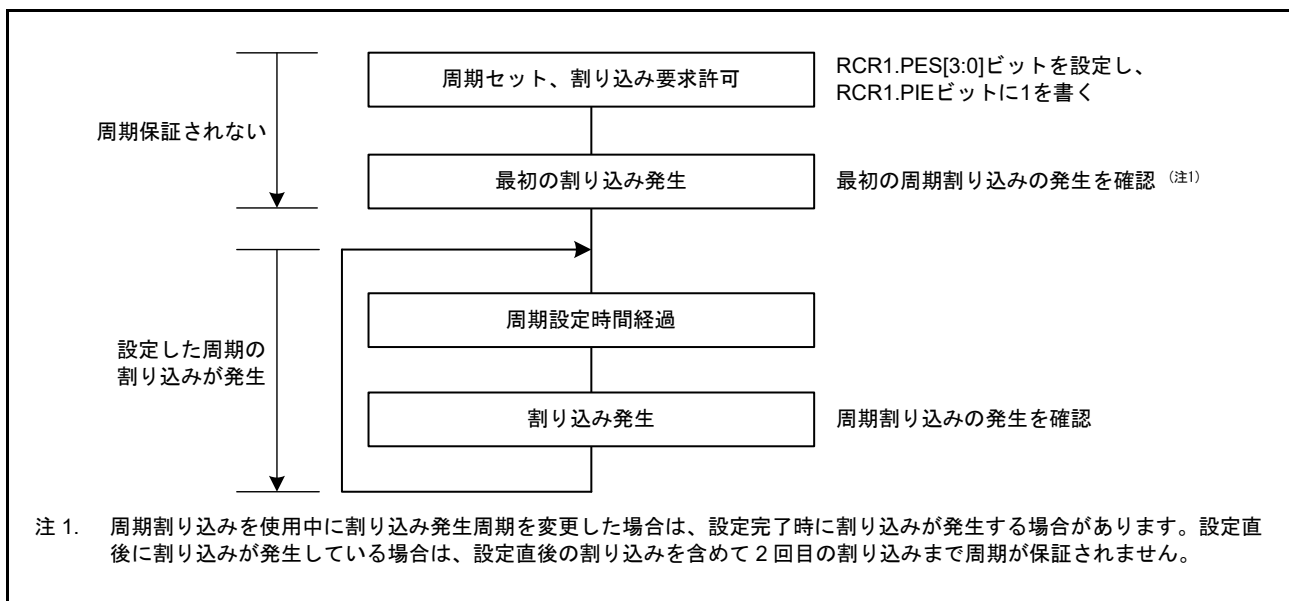 周期セット、割り込み要求許可
RCR1.PES[3:0]ビットを設定し、
RCR1.PIEビットに1を書く
周期保証されない
最初の割り込み発生
最初の周期割り込みの発生を確認 (注1)
周期設定時間経過
設定した周期の
割り込みが発生
割り込み発生
周期割り込みの発生を確認
注 1. 周期割り込みを使用中に割り込み発生周期を変更した場合は、設定完了時に割り込みが発生する場合があります。設定直
後に割り込みが発生している場合は、設定直後の割り込みを含めて 2 回目の割り込みまで周期が保証されません。